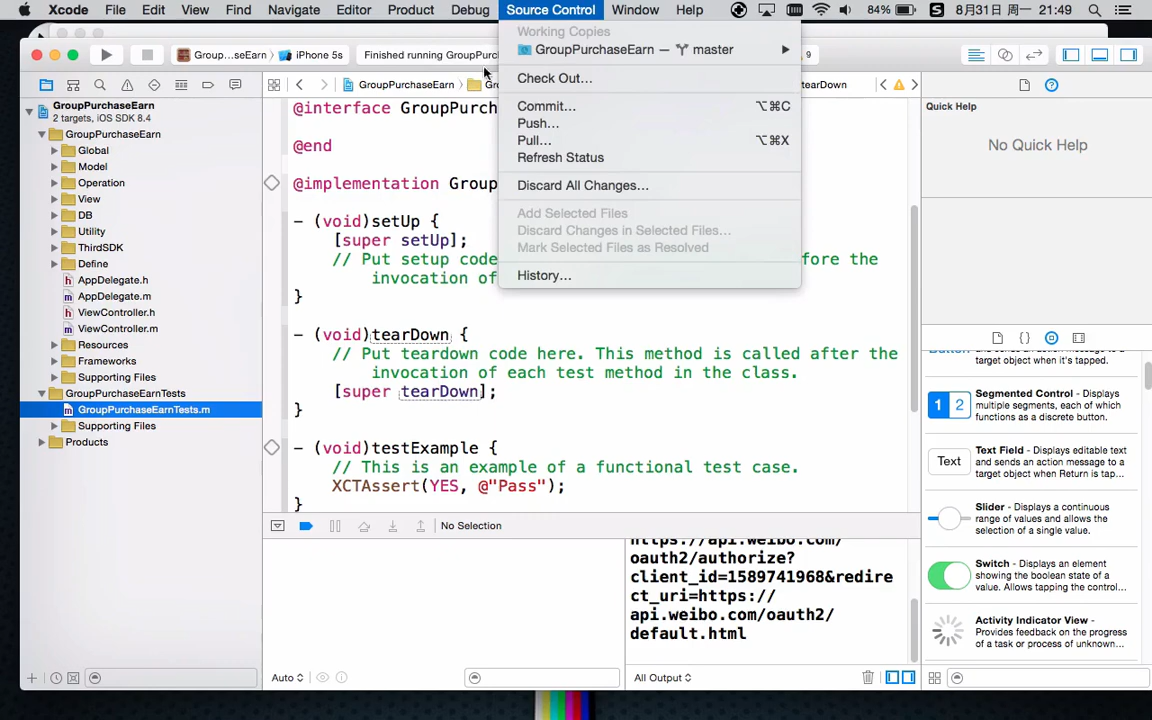 Xcode File Edit View Find Navigate Editor Product Debug Source Control Window Help 84% 8月31日 周一 21:49
Working Copies
GroupPurchaseEarn — master
Check Out...
Commit... ⌥⌘C
Push...
Pull... ⌥⌘X
Refresh Status
Discard All Changes...
Add Selected Files
Discard Changes in Selected Files...
Mark Selected Files as Resolved
History...
Group...seEarn iPhone 5s Finished running GroupPurc 9
GroupPurchaseEarn tearDown
GroupPurchaseEarn
2 targets, iOS SDK 8.4
GroupPurchaseEarn
Global
Model
Operation
View
DB
Utility
ThirdSDK
Define
h AppDelegate.h
m AppDelegate.m
h ViewController.h
m ViewController.m
Resources
Frameworks
Supporting Files
GroupPurchaseEarnTests
m GroupPurchaseEarnTests.m
Supporting Files
Products
@interface GroupPurch
@end
@implementation Group
- (void)setUp {
[super setUp];
// Put setup code fore the
invocation of
}
- (void)tearDown {
// Put teardown code here. This method is called after the
invocation of each test method in the class.
[super tearDown];
}
- (void)testExample {
// This is an example of a functional test case.
XCTAssert(YES, @"Pass");
}
No Selection
https://api.weibo.com/
oauth2/authorize?
client_id=1589741968&redire
ct_uri=https://
api.weibo.com/oauth2/
default.html
Auto
All Output
Quick Help
No Quick Help
{ }
target object when it's tapped.
Segmented Control - Displays
multiple segments, each of which
functions as a discrete button.
1 2
Text Field - Displays editable text
and sends an action message to a
target object when Return is tap...
Text
Slider - Displays a continuous
range of values and allows the
selection of a single value.
Switch - Displays an element
showing the boolean state of a
value. Allows tapping the control...
Activity Indicator View -
Provides feedback on the progress
of a task or process of unknown...